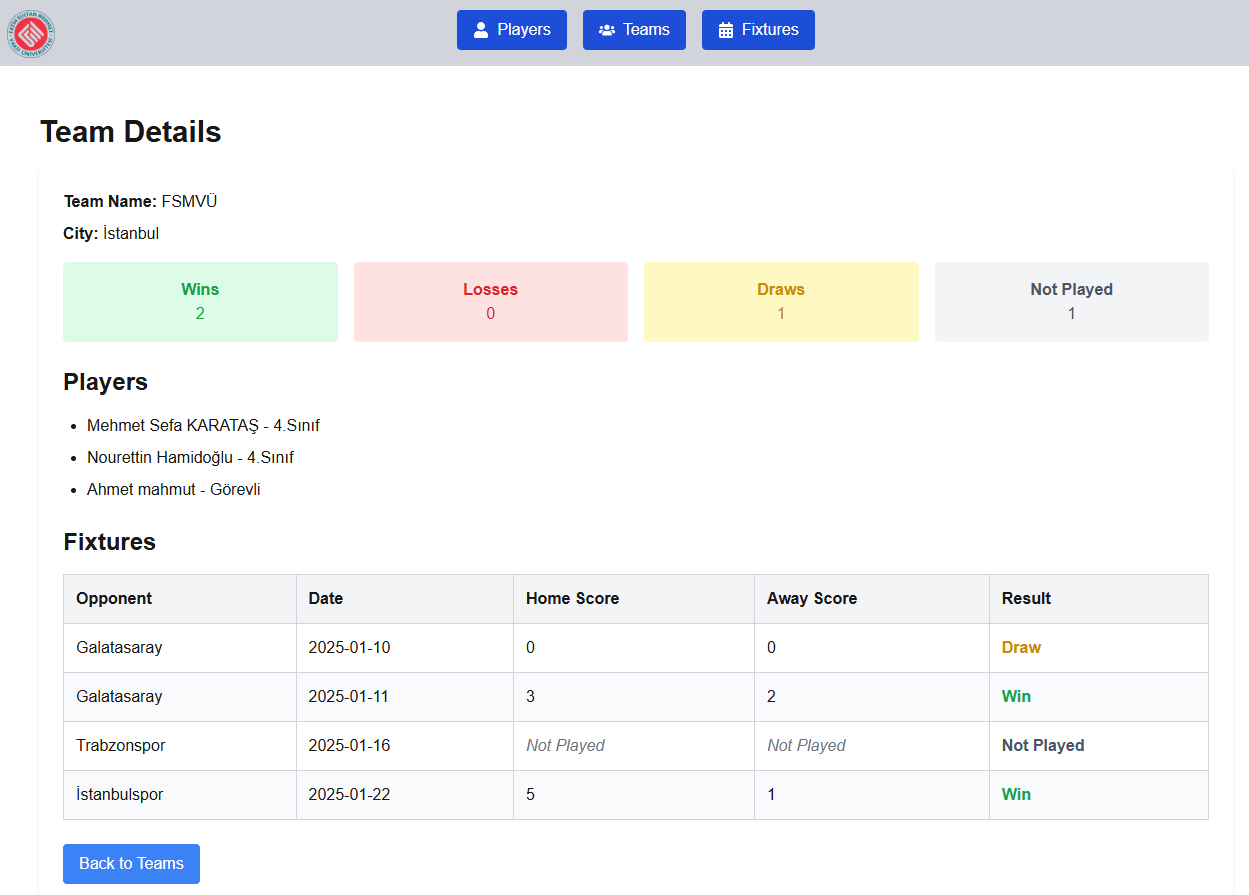 Players Teams Fixtures
Team Details
Team Name: FSMVÜ
City: İstanbul
Wins Losses Draws Not Played
2 0 1 1
Players
Mehmet Sefa KARATAŞ - 4.Sınıf
Nourettin Hamidoğlu - 4.Sınıf
Ahmet mahmut - Görevli
Fixtures
Opponent Date Home Score Away Score Result
Galatasaray 2025-01-10 0 0 Draw
Galatasaray 2025-01-11 3 2 Win
Trabzonspor 2025-01-16 Not Played Not Played Not Played
İstanbulspor 2025-01-22 5 1 Win
Back to Teams